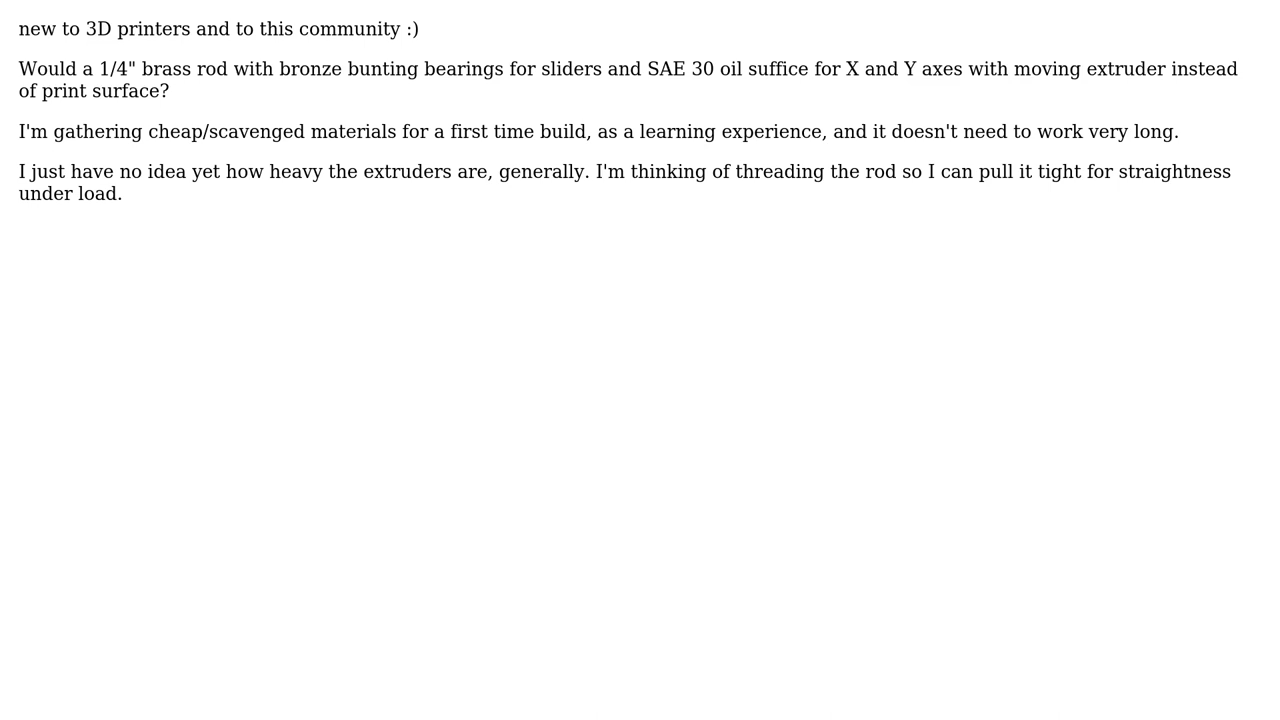 new to 3D printers and to this community :)
Would a 1/4" brass rod with bronze bunting bearings for sliders and SAE 30 oil suffice for X and Y axes with moving extruder instead
of print surface?
I'm gathering cheap/scavenged materials for a first time build, as a learning experience, and it doesn't need to work very long.
I just have no idea yet how heavy the extruders are, generally. I'm thinking of threading the rod so I can pull it tight for straightness
under load.